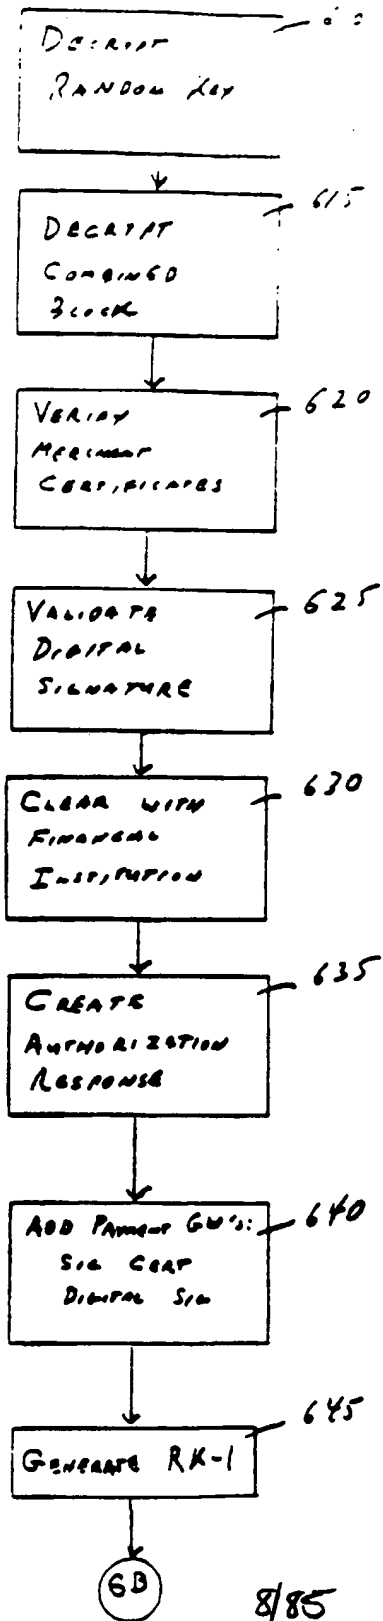 DECRYPT
RANDOM KEY
DECRYPT
COMBINED
BLOCK
615
VERIFY
MERCHANT
CERTIFICATES
620
VALIDATE
DIGITAL
SIGNATURE
625
CLEAR WITH
FINANCIAL
INSTITUTION
630
CREATE
AUTHORIZATION
RESPONSE
635
ADD PAYMENT GW's:
SIG CERT
DIGITAL SIG
640
GENERATE RK-1
645
6B
8/85